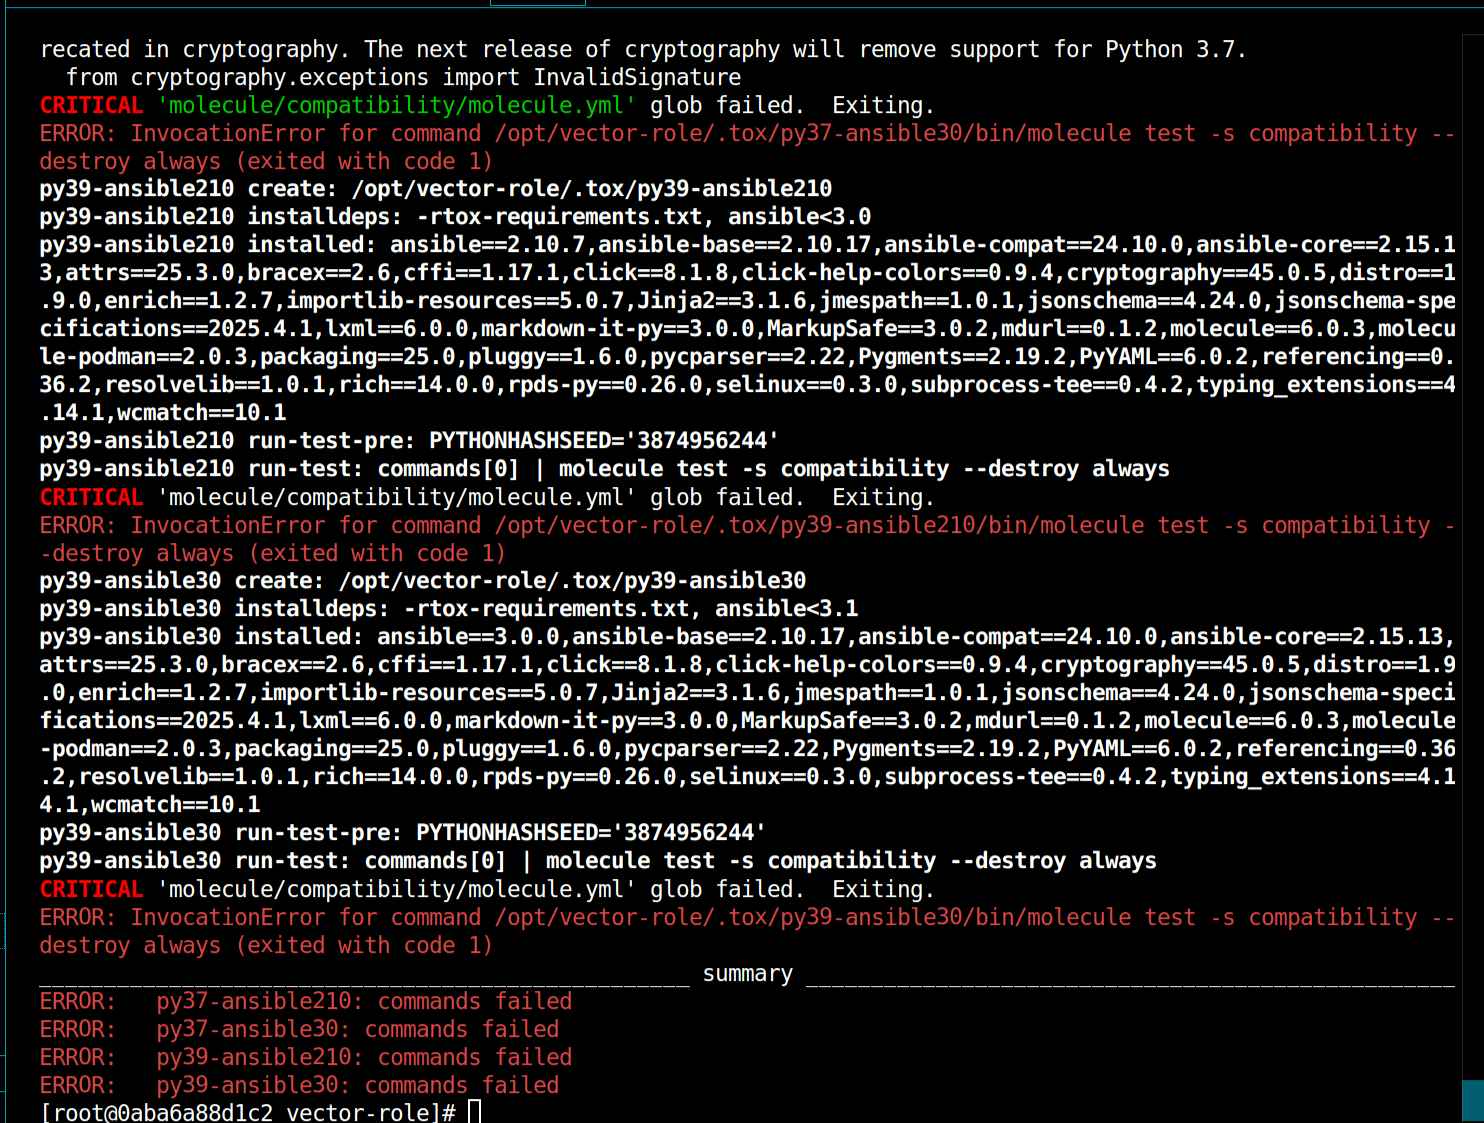 recated in cryptography. The next release of cryptography will remove support for Python 3.7.
  from cryptography.exceptions import InvalidSignature
CRITICAL 'molecule/compatibility/molecule.yml' glob failed.  Exiting.
ERROR: InvocationError for command /opt/vector-role/.tox/py37-ansible30/bin/molecule test -s compatibility --
destroy always (exited with code 1)
py39-ansible210 create: /opt/vector-role/.tox/py39-ansible210
py39-ansible210 installdeps: -rtox-requirements.txt, ansible<3.0
py39-ansible210 installed: ansible==2.10.7,ansible-base==2.10.17,ansible-compat==24.10.0,ansible-core==2.15.1
3,attrs==25.3.0,bracex==2.6,cffi==1.17.1,click==8.1.8,click-help-colors==0.9.4,cryptography==45.0.5,distro==1
.9.0,enrich==1.2.7,importlib-resources==5.0.7,Jinja2==3.1.6,jmespath==1.0.1,jsonschema==4.24.0,jsonschema-spe
cifications==2025.4.1,lxml==6.0.0,markdown-it-py==3.0.0,MarkupSafe==3.0.2,mdurl==0.1.2,molecule==6.0.3,molecu
le-podman==2.0.3,packaging==25.0,pluggy==1.6.0,pycparser==2.22,Pygments==2.19.2,PyYAML==6.0.2,referencing==0.
36.2,resolvelib==1.0.1,rich==14.0.0,rpds-py==0.26.0,selinux==0.3.0,subprocess-tee==0.4.2,typing_extensions==4
.14.1,wcmatch==10.1
py39-ansible210 run-test-pre: PYTHONHASHSEED='3874956244'
py39-ansible210 run-test: commands[0] | molecule test -s compatibility --destroy always
CRITICAL 'molecule/compatibility/molecule.yml' glob failed.  Exiting.
ERROR: InvocationError for command /opt/vector-role/.tox/py39-ansible210/bin/molecule test -s compatibility -
-destroy always (exited with code 1)
py39-ansible30 create: /opt/vector-role/.tox/py39-ansible30
py39-ansible30 installdeps: -rtox-requirements.txt, ansible<3.1
py39-ansible30 installed: ansible==3.0.0,ansible-base==2.10.17,ansible-compat==24.10.0,ansible-core==2.15.13,
attrs==25.3.0,bracex==2.6,cffi==1.17.1,click==8.1.8,click-help-colors==0.9.4,cryptography==45.0.5,distro==1.9
.0,enrich==1.2.7,importlib-resources==5.0.7,Jinja2==3.1.6,jmespath==1.0.1,jsonschema==4.24.0,jsonschema-speci
fications==2025.4.1,lxml==6.0.0,markdown-it-py==3.0.0,MarkupSafe==3.0.2,mdurl==0.1.2,molecule==6.0.3,molecule
-podman==2.0.3,packaging==25.0,pluggy==1.6.0,pycparser==2.22,Pygments==2.19.2,PyYAML==6.0.2,referencing==0.36
.2,resolvelib==1.0.1,rich==14.0.0,rpds-py==0.26.0,selinux==0.3.0,subprocess-tee==0.4.2,typing_extensions==4.1
4.1,wcmatch==10.1
py39-ansible30 run-test-pre: PYTHONHASHSEED='3874956244'
py39-ansible30 run-test: commands[0] | molecule test -s compatibility --destroy always
CRITICAL 'molecule/compatibility/molecule.yml' glob failed.  Exiting.
ERROR: InvocationError for command /opt/vector-role/.tox/py39-ansible30/bin/molecule test -s compatibility --
destroy always (exited with code 1)
__________________________________________________ summary __________________________________________________
ERROR:   py37-ansible210: commands failed
ERROR:   py37-ansible30: commands failed
ERROR:   py39-ansible210: commands failed
ERROR:   py39-ansible30: commands failed
[root@0aba6a88d1c2 vector-role]#